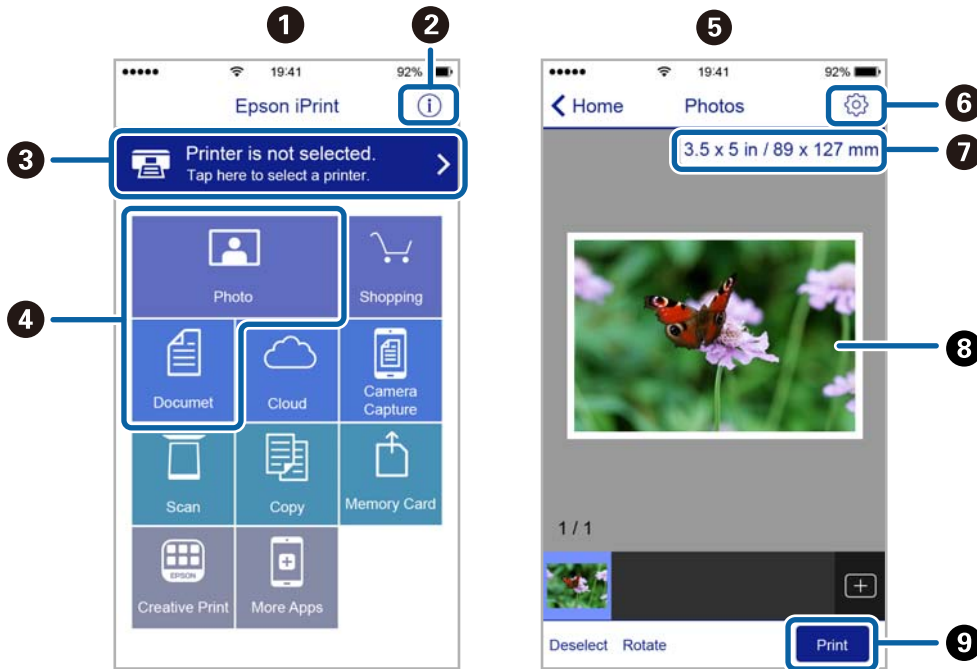 1
2
●●●●● 19:41 92%
Epson iPrint
i
3
Printer is not selected.
Tap here to select a printer.
4
Photo
Shopping
Documet
Cloud
Camera
Capture
Scan
Copy
Memory Card
EPSON
Creative Print
More Apps
5
●●●●● 19:41 92%
Home Photos
6
3.5 x 5 in / 89 x 127 mm
7
8
1 / 1
Deselect Rotate Print
9